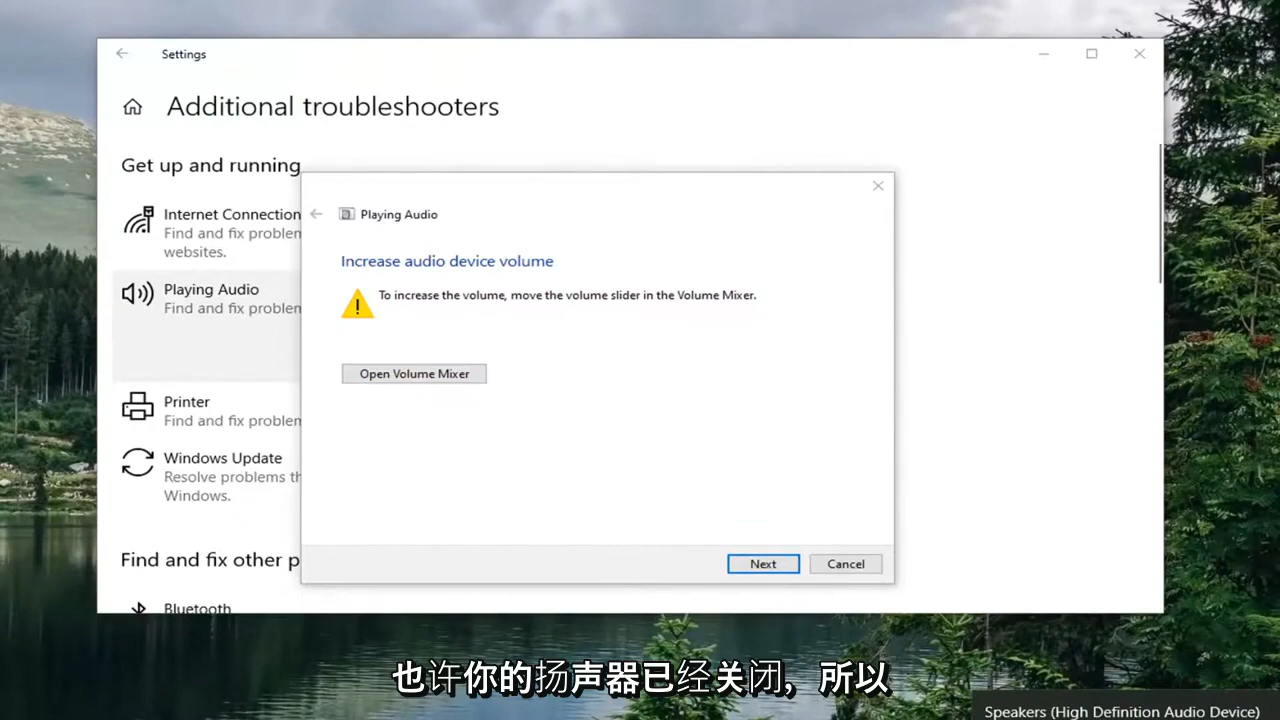 Settings
Additional troubleshooters
Get up and running
Internet Connection
Find and fix problem
websites.
Playing Audio
Find and fix problem
Printer
Find and fix problem
Windows Update
Resolve problems th
Windows.
Find and fix other p
Bluetooth
Playing Audio
Increase audio device volume
To increase the volume, move the volume slider in the Volume Mixer.
Open Volume Mixer
Next
Cancel
也许你的扬声器已经关闭，所以
Speakers (High Definition Audio Device)